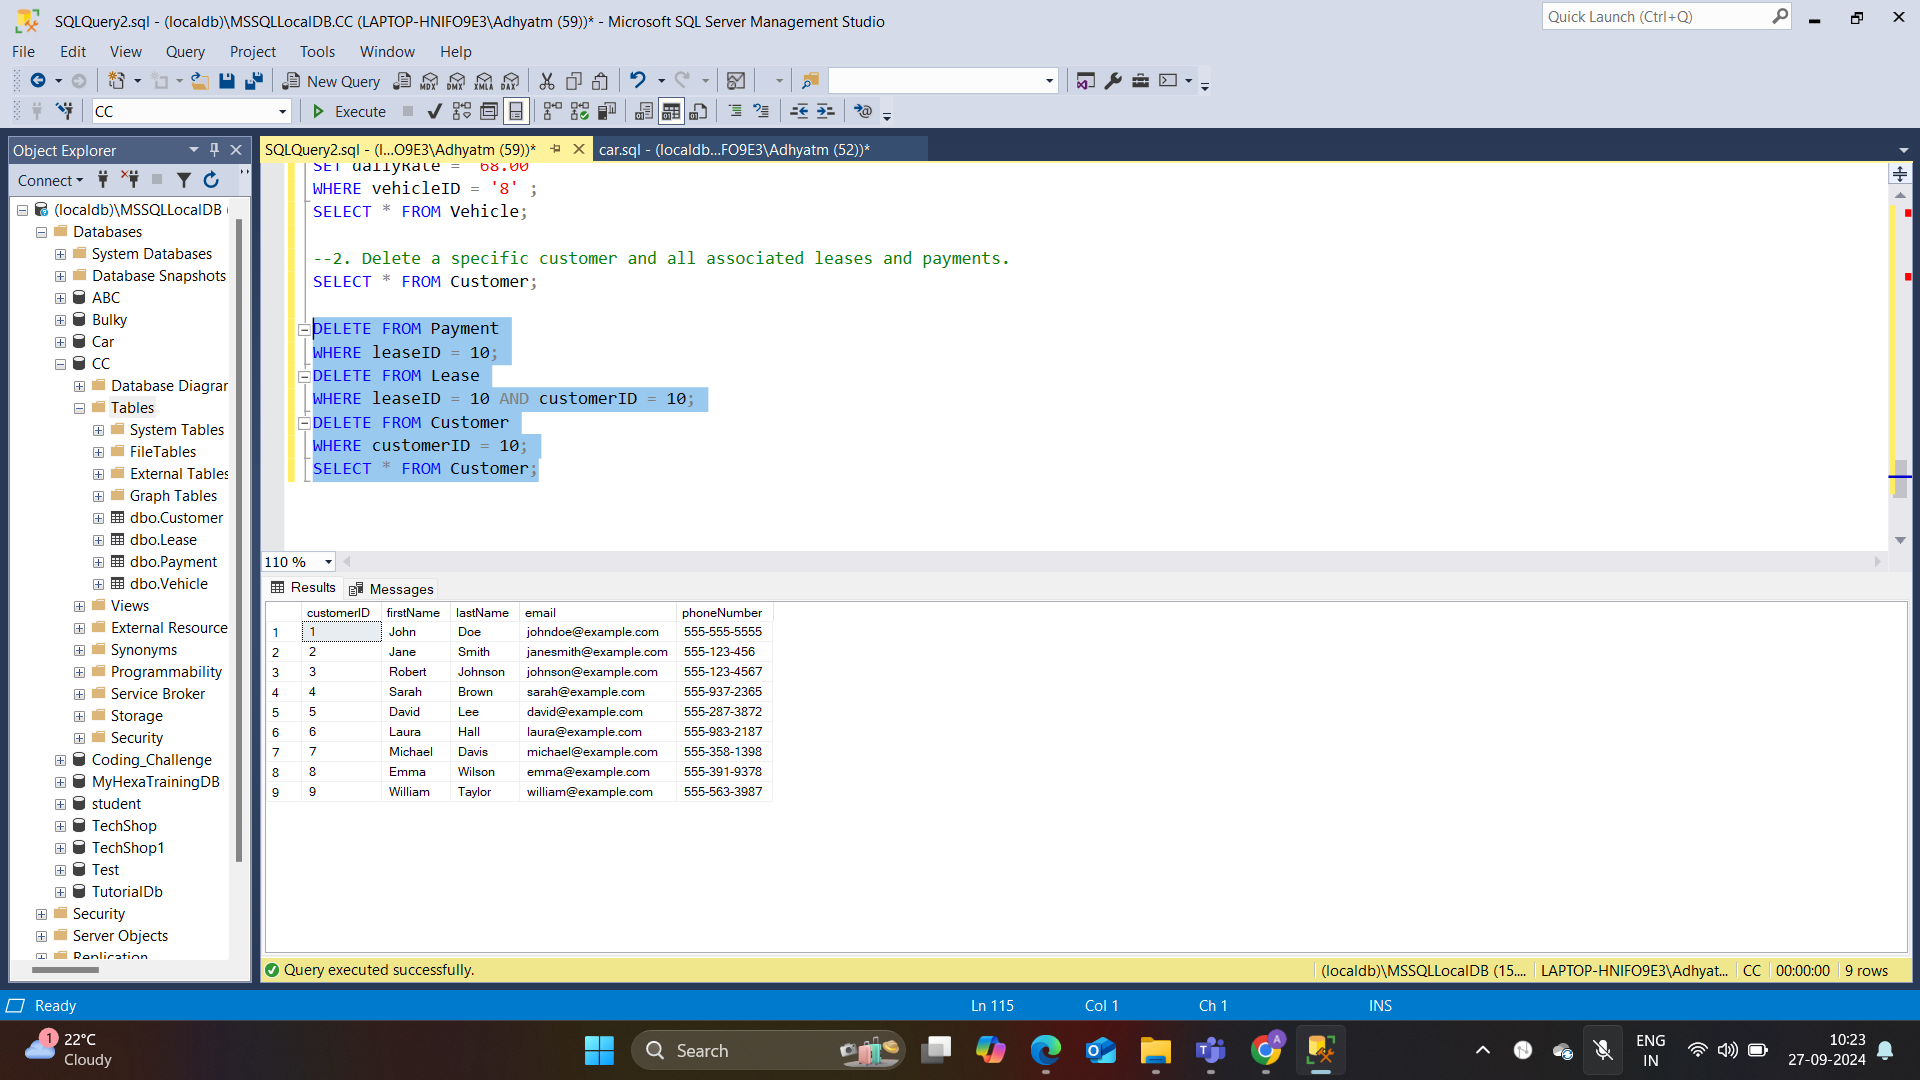 SQLQuery2.sql - (localdb)\MSSQLLocalDB.CC (LAPTOP-HNIFO9E3\Adhyatm (59))* - Microsoft SQL Server Management Studio
Quick Launch (Ctrl+Q)
File Edit View Query Project Tools Window Help
New Query
MDX DMX XMLA DAX
CC
Execute
Object Explorer
SQLQuery2.sql - (l...O9E3\Adhyatm (59))*
car.sql - (localdb...FO9E3\Adhyatm (52))*
Connect
(localdb)\MSSQLLocalDB (
Databases
System Databases
Database Snapshots
ABC
Bulky
Car
CC
Database Diagrar
Tables
System Tables
FileTables
External Tables
Graph Tables
dbo.Customer
dbo.Lease
dbo.Payment
dbo.Vehicle
Views
External Resource
Synonyms
Programmability
Service Broker
Storage
Security
Coding_Challenge
MyHexaTrainingDB
student
TechShop
TechShop1
Test
TutorialDb
Security
Server Objects
Replication
SET dailyRate = '68.00'
WHERE vehicleID = '8' ;
SELECT * FROM Vehicle;
--2. Delete a specific customer and all associated leases and payments.
SELECT * FROM Customer;
DELETE FROM Payment
WHERE leaseID = 10;
DELETE FROM Lease
WHERE leaseID = 10 AND customerID = 10;
DELETE FROM Customer
WHERE customerID = 10;
SELECT * FROM Customer;
110 %
Results Messages
customerID firstName lastName email phoneNumber
1 1 John Doe johndoe@example.com 555-555-5555
2 2 Jane Smith janesmith@example.com 555-123-456
3 3 Robert Johnson johnson@example.com 555-123-4567
4 4 Sarah Brown sarah@example.com 555-937-2365
5 5 David Lee david@example.com 555-287-3872
6 6 Laura Hall laura@example.com 555-983-2187
7 7 Michael Davis michael@example.com 555-358-1398
8 8 Emma Wilson emma@example.com 555-391-9378
9 9 William Taylor william@example.com 555-563-3987
Query executed successfully.
(localdb)\MSSQLLocalDB (15.... LAPTOP-HNIFO9E3\Adhyat... CC 00:00:00 9 rows
Ready
Ln 115 Col 1 Ch 1 INS
1
22°C
Cloudy
Search
A
ENG
IN
10:23
27-09-2024